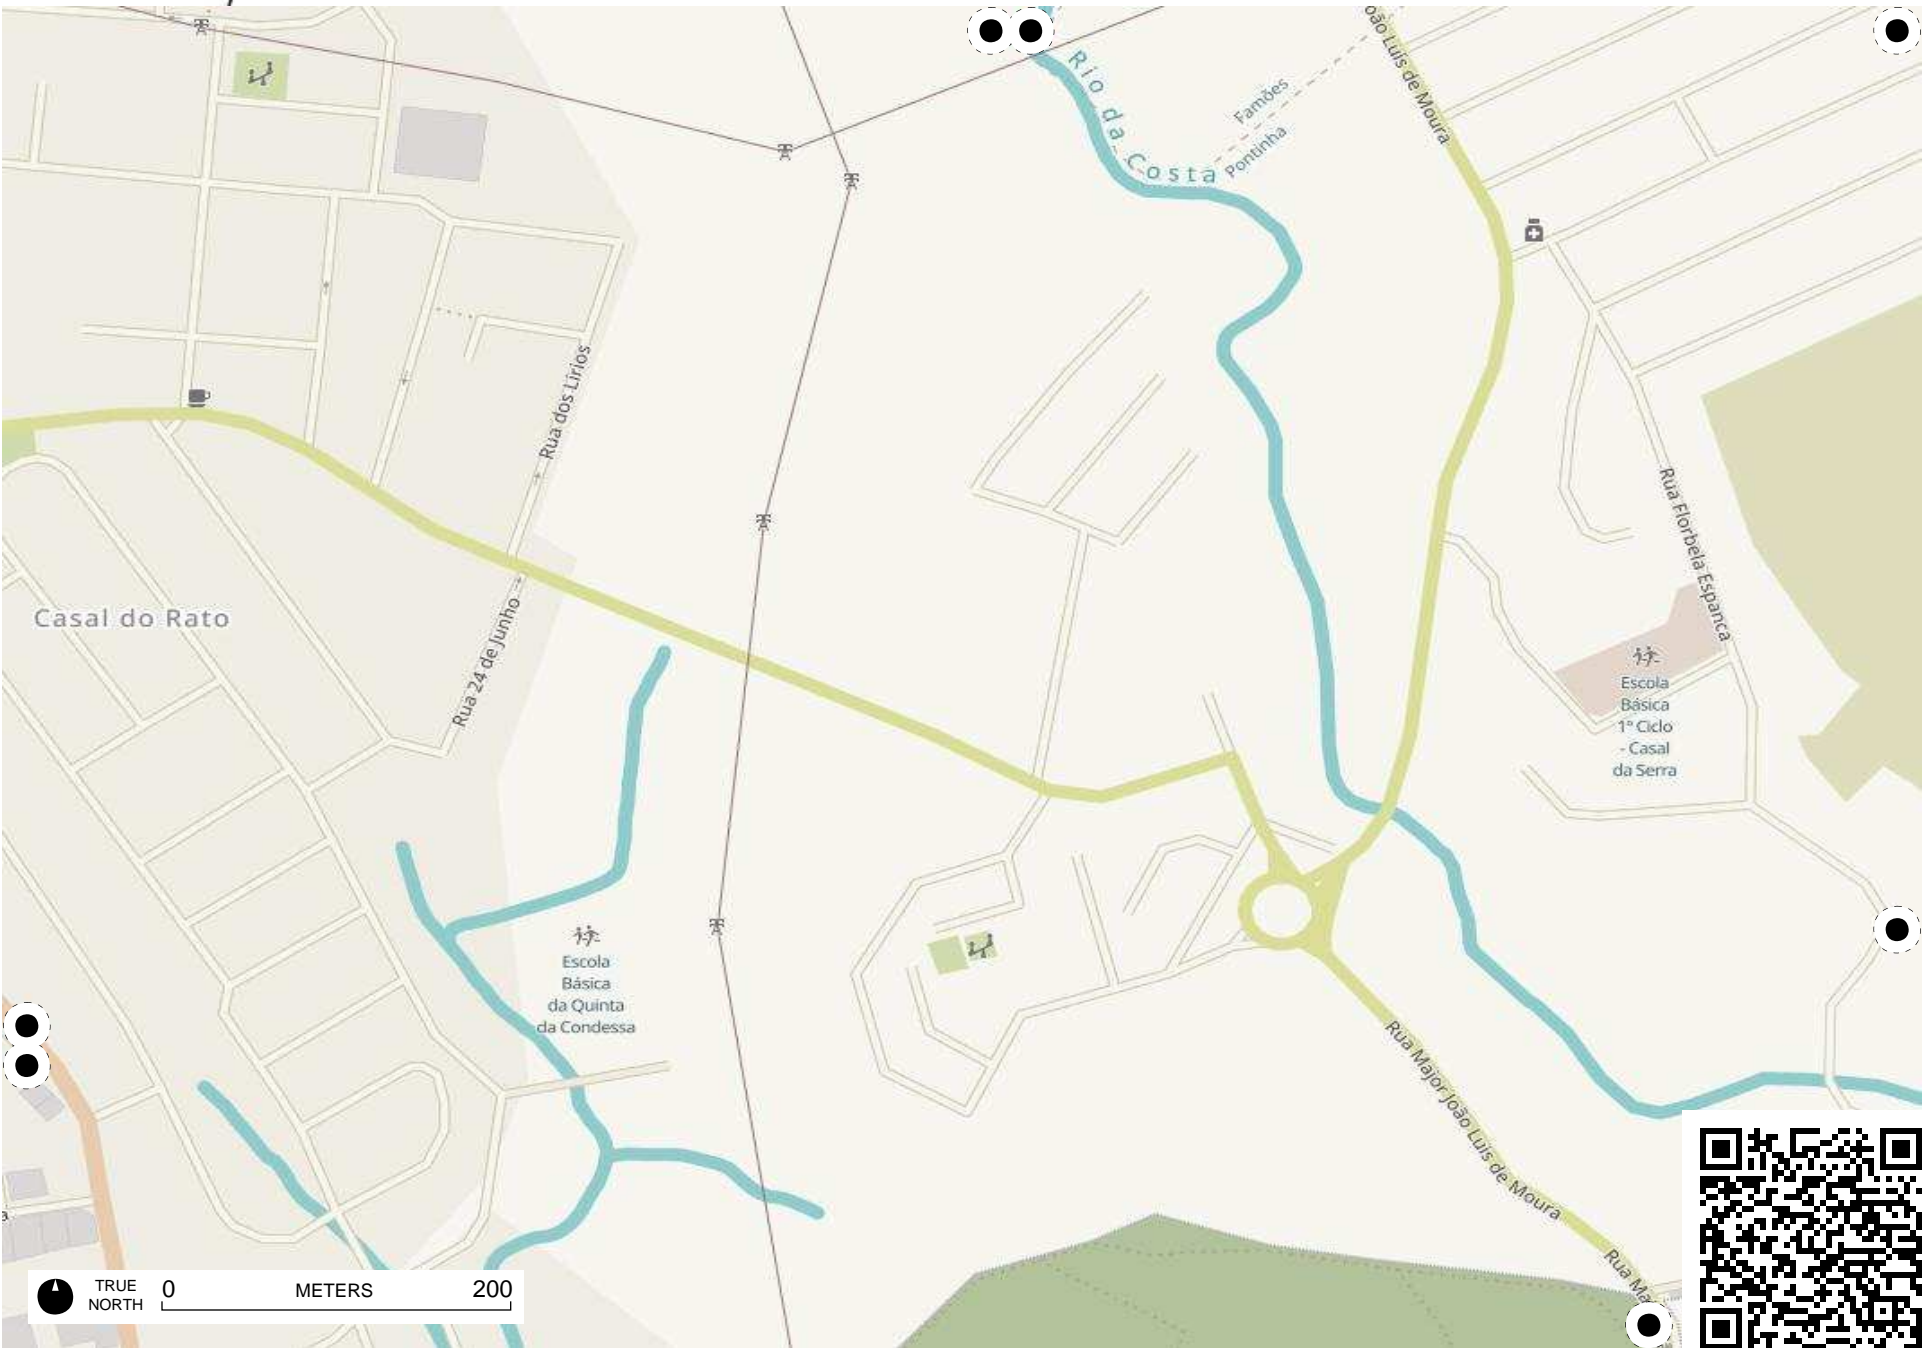 João Luís de Moura
Rio da Costa
Famões
Pontinha
Rua dos Lírios
Rua Florbela Espanca
Casal do Rato
Rua 24 de Junho
Escola
Básica
1º Ciclo
- Casal
da Serra
Escola
Básica
da Quinta
da Condessa
Rua Major João Luís de Moura
Rua Ma
TRUE
NORTH
0 METERS 200